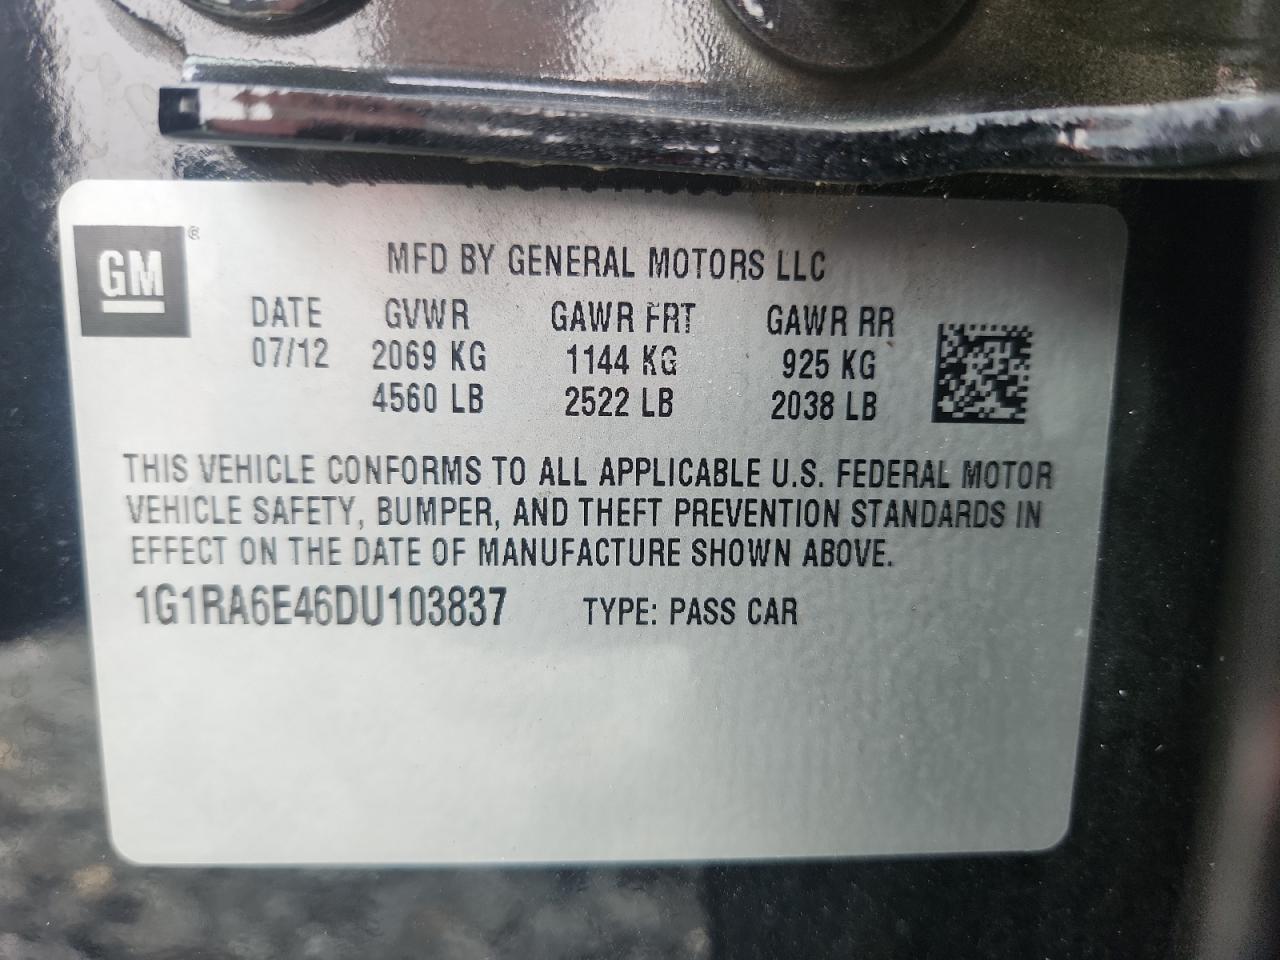 GM®
MFD BY GENERAL MOTORS LLC
DATE GVWR GAWR FRT GAWR RR
07/12 2069 KG 1144 KG 925 KG
4560 LB 2522 LB 2038 LB
THIS VEHICLE CONFORMS TO ALL APPLICABLE U.S. FEDERAL MOTOR
VEHICLE SAFETY, BUMPER, AND THEFT PREVENTION STANDARDS IN
EFFECT ON THE DATE OF MANUFACTURE SHOWN ABOVE.
1G1RA6E46DU103837 TYPE: PASS CAR